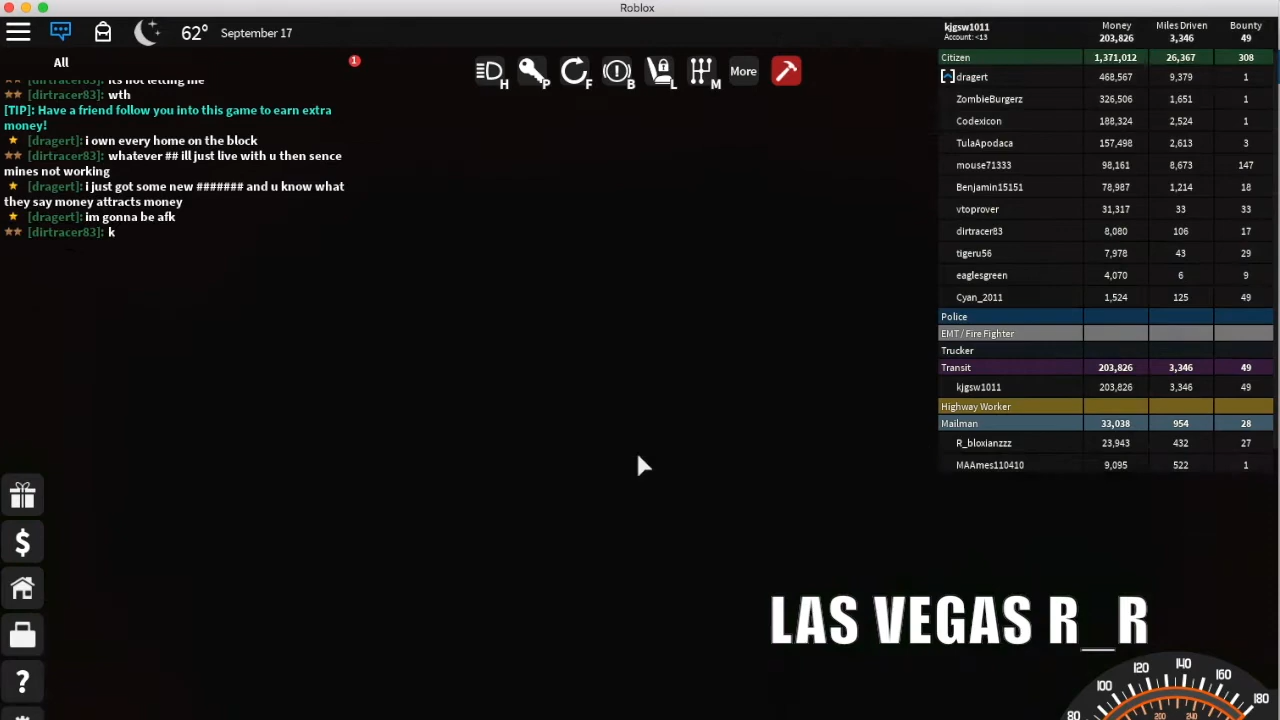 Roblox
62° September 17
All
1
[dirtracer83]: its not letting me
[dirtracer83]: wth
[TIP]: Have a friend follow you into this game to earn extra
money!
[dragert]: i own every home on the block
[dirtracer83]: whatever ## ill just live with u then sence
mines not working
[dragert]: i just got some new ####### and u know what
they say money attracts money
[dragert]: im gonna be afk
[dirtracer83]: k
H P F B L M More
kjgsw1011 Money Miles Driven Bounty
Account: <13 203,826 3,346 49
Citizen 1,371,012 26,367 308
dragert 468,567 9,379 1
ZombieBurgerz 326,506 1,651 1
Codexicon 188,324 2,524 1
TulaApodaca 157,498 2,613 3
mouse71333 98,161 8,673 147
Benjamin15151 78,987 1,214 18
vtoprover 31,317 33 33
dirtracer83 8,080 106 17
tigeru56 7,978 43 29
eaglesgreen 4,070 6 9
Cyan_2011 1,524 125 49
Police
EMT / Fire Fighter
Trucker
Transit 203,826 3,346 49
kjgsw1011 203,826 3,346 49
Highway Worker
Mailman 33,038 954 28
R_bloxianzzz 23,943 432 27
MAAmes110410 9,095 522 1
$
?
LAS VEGAS R__R
80 100 120 140 160 180
200 240